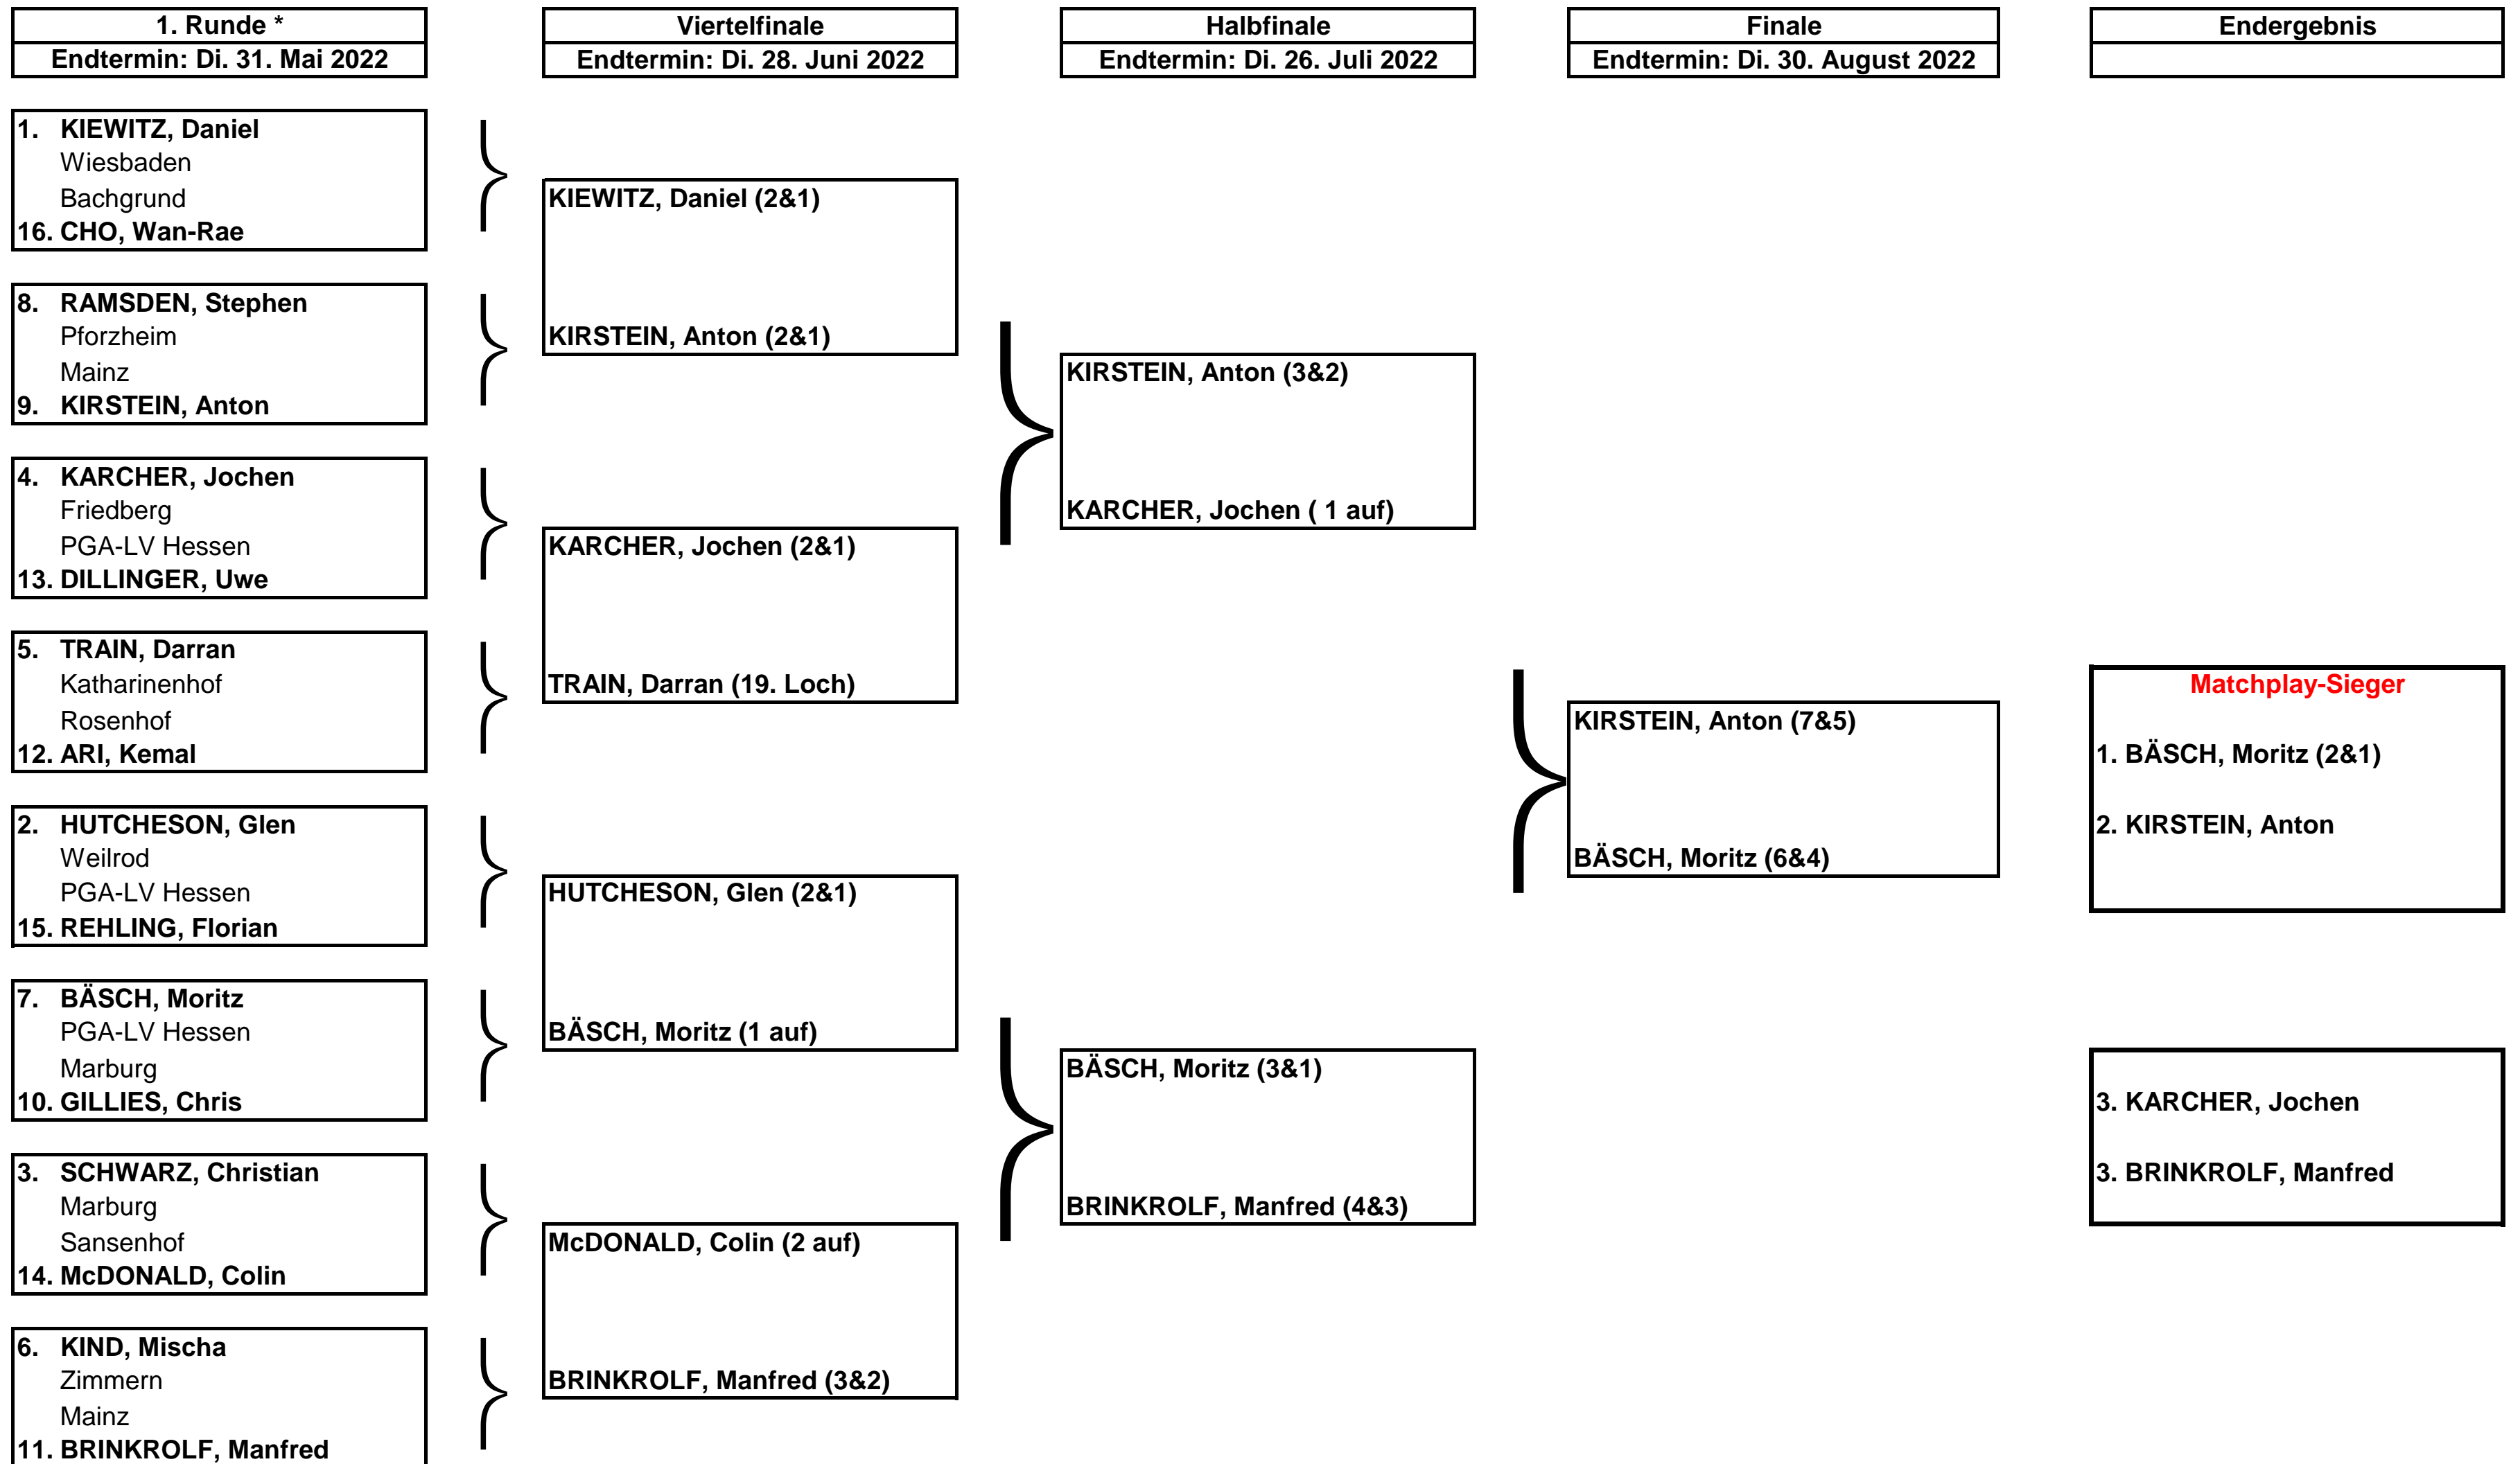 1. Runde *
Endtermin: Di. 31. Mai 2022
1. KIEWITZ, Daniel
Wiesbaden
Bachgrund
16. CHO, Wan-Rae
8. RAMSDEN, Stephen
Pforzheim
Mainz
9. KIRSTEIN, Anton
4. KARCHER, Jochen
Friedberg
PGA-LV Hessen
13. DILLINGER, Uwe
5. TRAIN, Darran
Katharinenhof
Rosenhof
12. ARI, Kemal
2. HUTCHESON, Glen
Weilrod
PGA-LV Hessen
15. REHLING, Florian
7. BÄSCH, Moritz
PGA-LV Hessen
Marburg
10. GILLIES, Chris
3. SCHWARZ, Christian
Marburg
Sansenhof
14. McDONALD, Colin
6. KIND, Mischa
Zimmern
Mainz
11. BRINKROLF, Manfred
Viertelfinale
Endtermin: Di. 28. Juni 2022
KIEWITZ, Daniel (2&1)
KIRSTEIN, Anton (2&1)
KARCHER, Jochen (2&1)
TRAIN, Darran (19. Loch)
HUTCHESON, Glen (2&1)
BÄSCH, Moritz (1 auf)
McDONALD, Colin (2 auf)
BRINKROLF, Manfred (3&2)
Halbfinale
Endtermin: Di. 26. Juli 2022
KIRSTEIN, Anton (3&2)
KARCHER, Jochen ( 1 auf)
BÄSCH, Moritz (3&1)
BRINKROLF, Manfred (4&3)
Finale
Endtermin: Di. 30. August 2022
KIRSTEIN, Anton (7&5)
BÄSCH, Moritz (6&4)
Endergebnis
Matchplay-Sieger
1. BÄSCH, Moritz (2&1)
2. KIRSTEIN, Anton
3. KARCHER, Jochen
3. BRINKROLF, Manfred